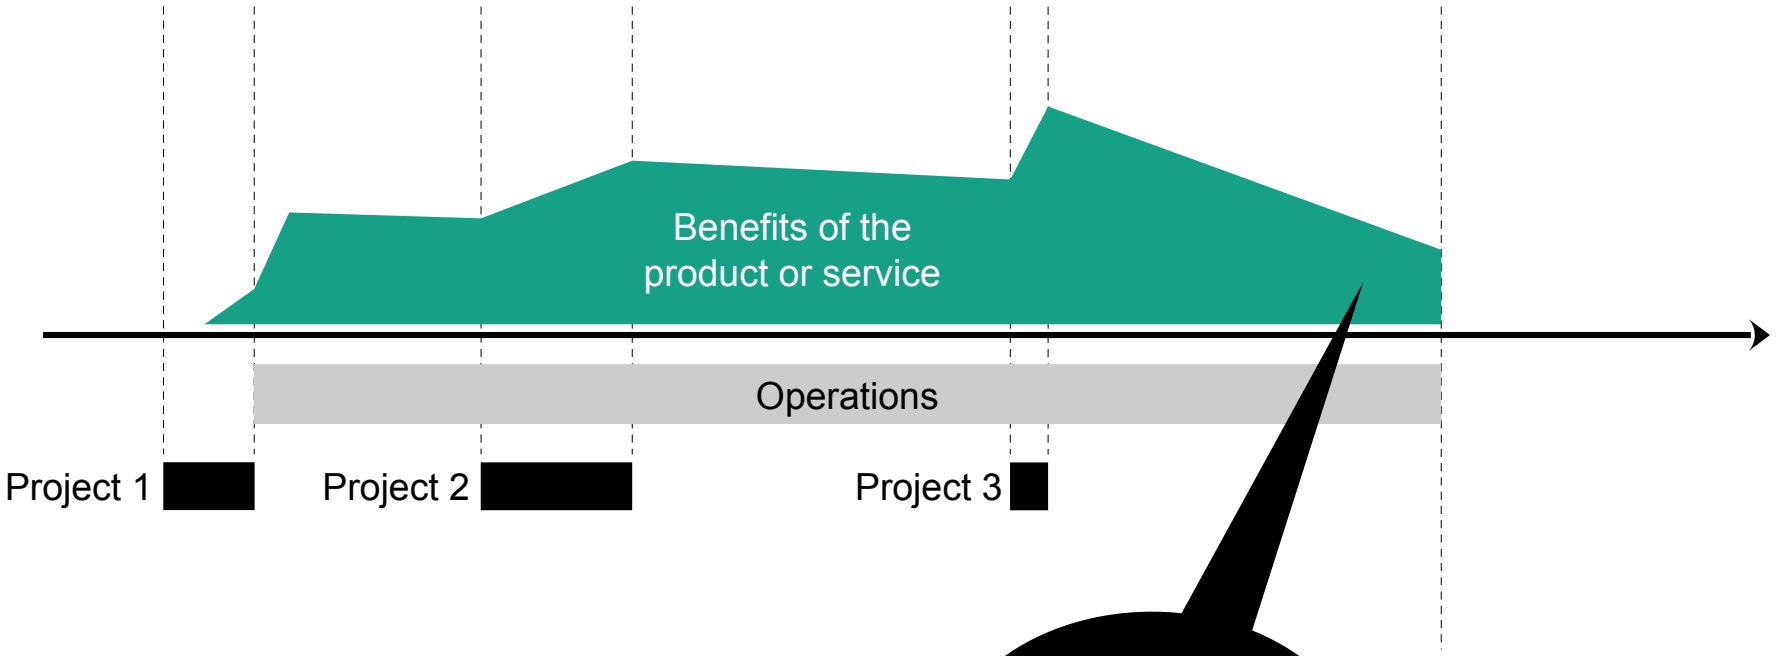 Benefits of the
product or service
Operations
Project 1
Project 2
Project 3